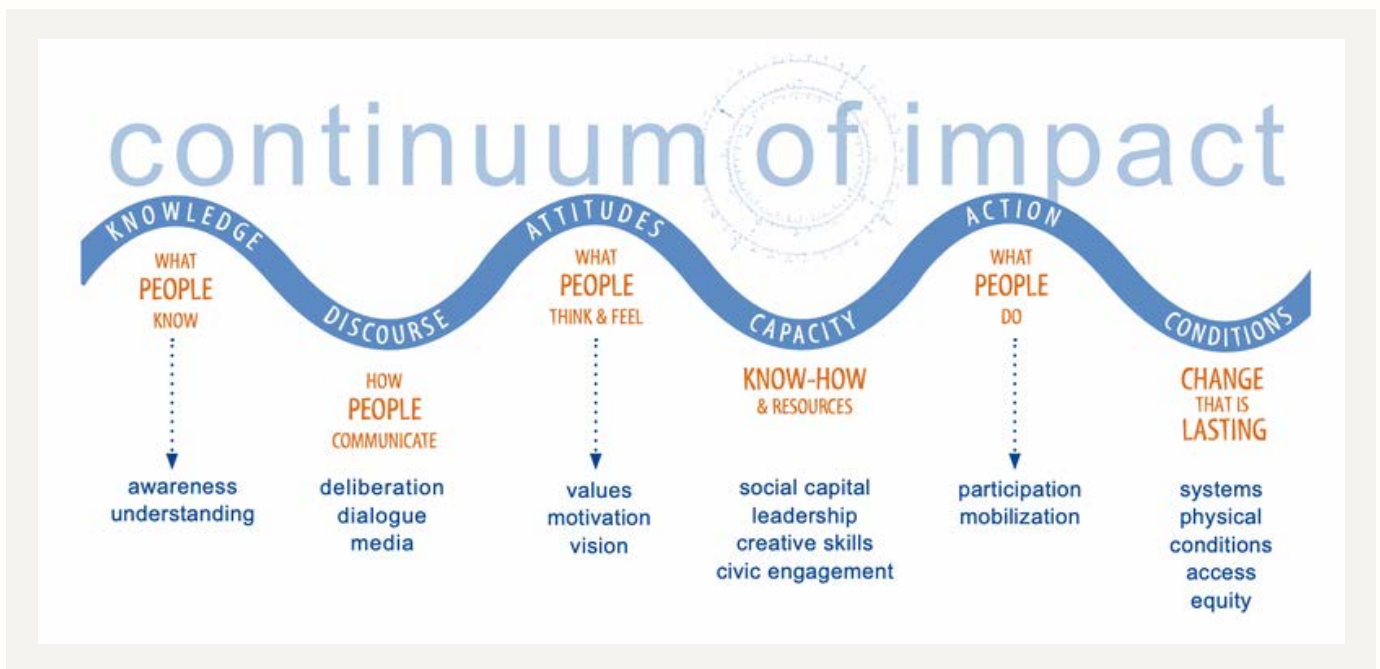 continuum of impact
KNOWLEDGE
WHAT
PEOPLE
KNOW
awareness
understanding
DISCOURSE
HOW
PEOPLE
COMMUNICATE
deliberation
dialogue
media
ATTITUDES
WHAT
PEOPLE
THINK & FEEL
values
motivation
vision
CAPACITY
KNOW-HOW
& RESOURCES
social capital
leadership
creative skills
civic engagement
ACTION
WHAT
PEOPLE
DO
participation
mobilization
CONDITIONS
CHANGE
THAT IS
LASTING
systems
physical
conditions
access
equity